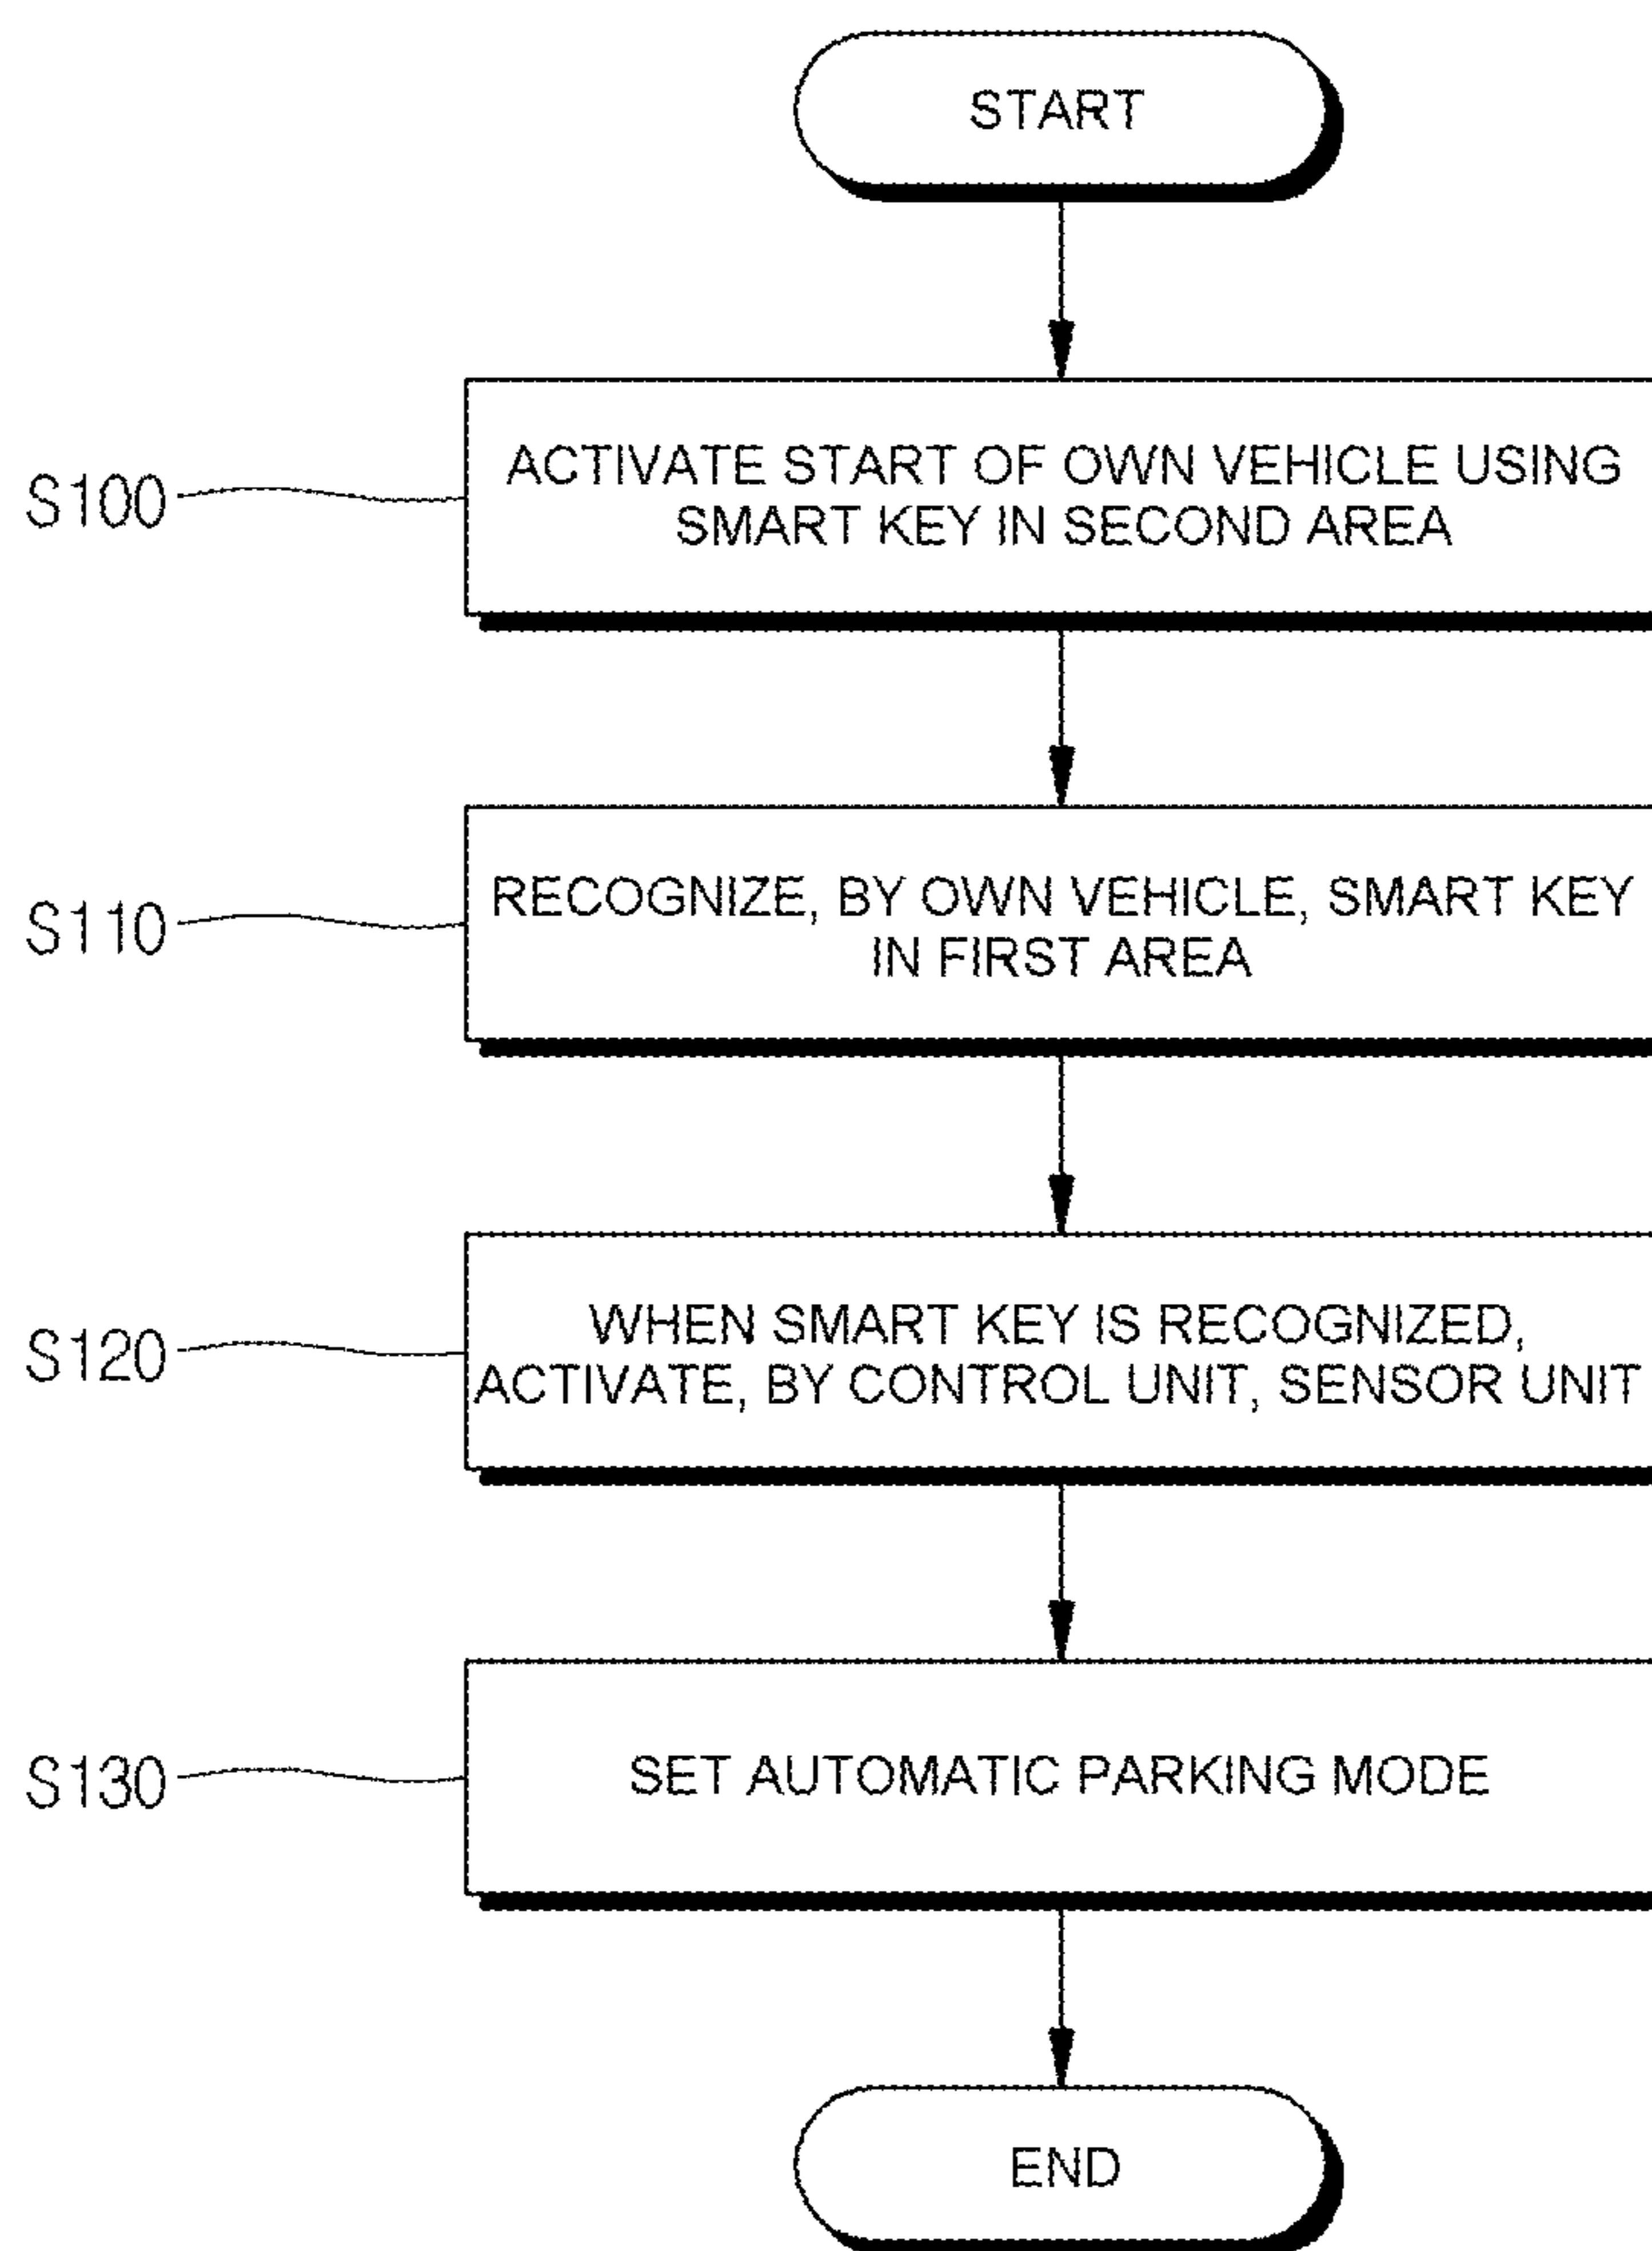 START
S100
ACTIVATE START OF OWN VEHICLE USING
SMART KEY IN SECOND AREA
S110
RECOGNIZE, BY OWN VEHICLE, SMART KEY
IN FIRST AREA
S120
WHEN SMART KEY IS RECOGNIZED,
ACTIVATE, BY CONTROL UNIT, SENSOR UNIT
S130
SET AUTOMATIC PARKING MODE
END